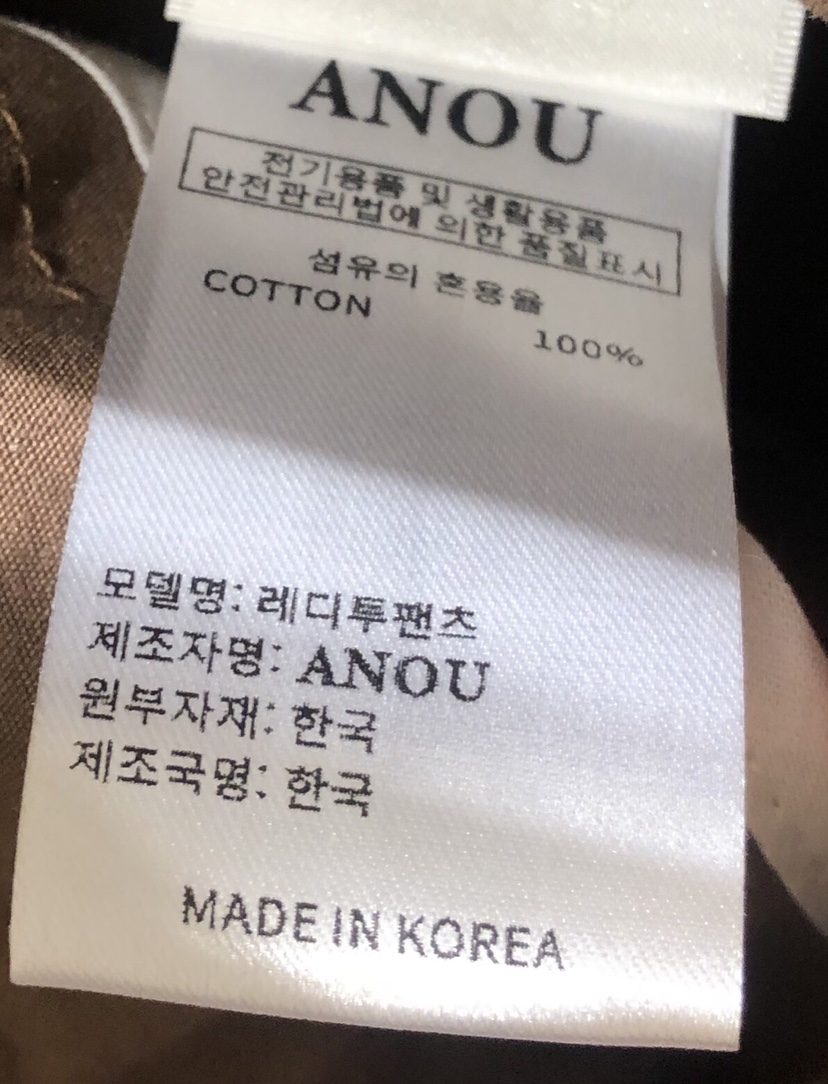 ANOU
전기용품 및 생활용품
안전관리법에 의한 품질표시
섬유의 혼용율
COTTON 100%
모델명: 레디투팬츠
제조자명: ANOU
원부자재: 한국
제조국명: 한국
MADE IN KOREA